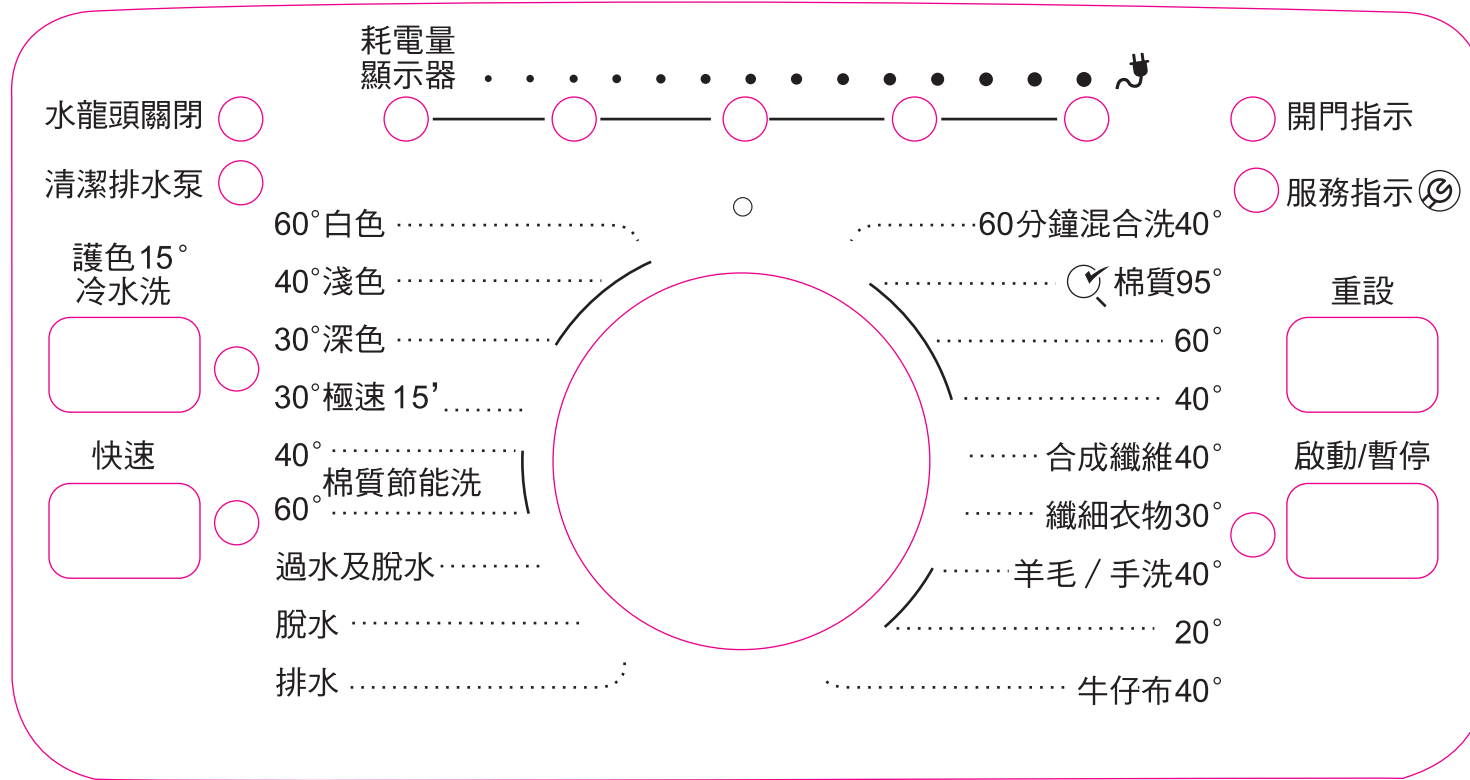 耗電量
顯示器
水龍頭關閉
開門指示
清潔排水泵
服務指示
60°白色
60分鐘混合洗40°
護色15°
冷水洗
40°淺色
棉質95°
重設
30°深色
60°
30°極速 15’
40°
快速
40°
棉質節能洗
60°
合成纖維40°
啟動/暫停
纖細衣物30°
過水及脫水
羊毛 / 手洗40°
脫水
20°
排水
牛仔布40°